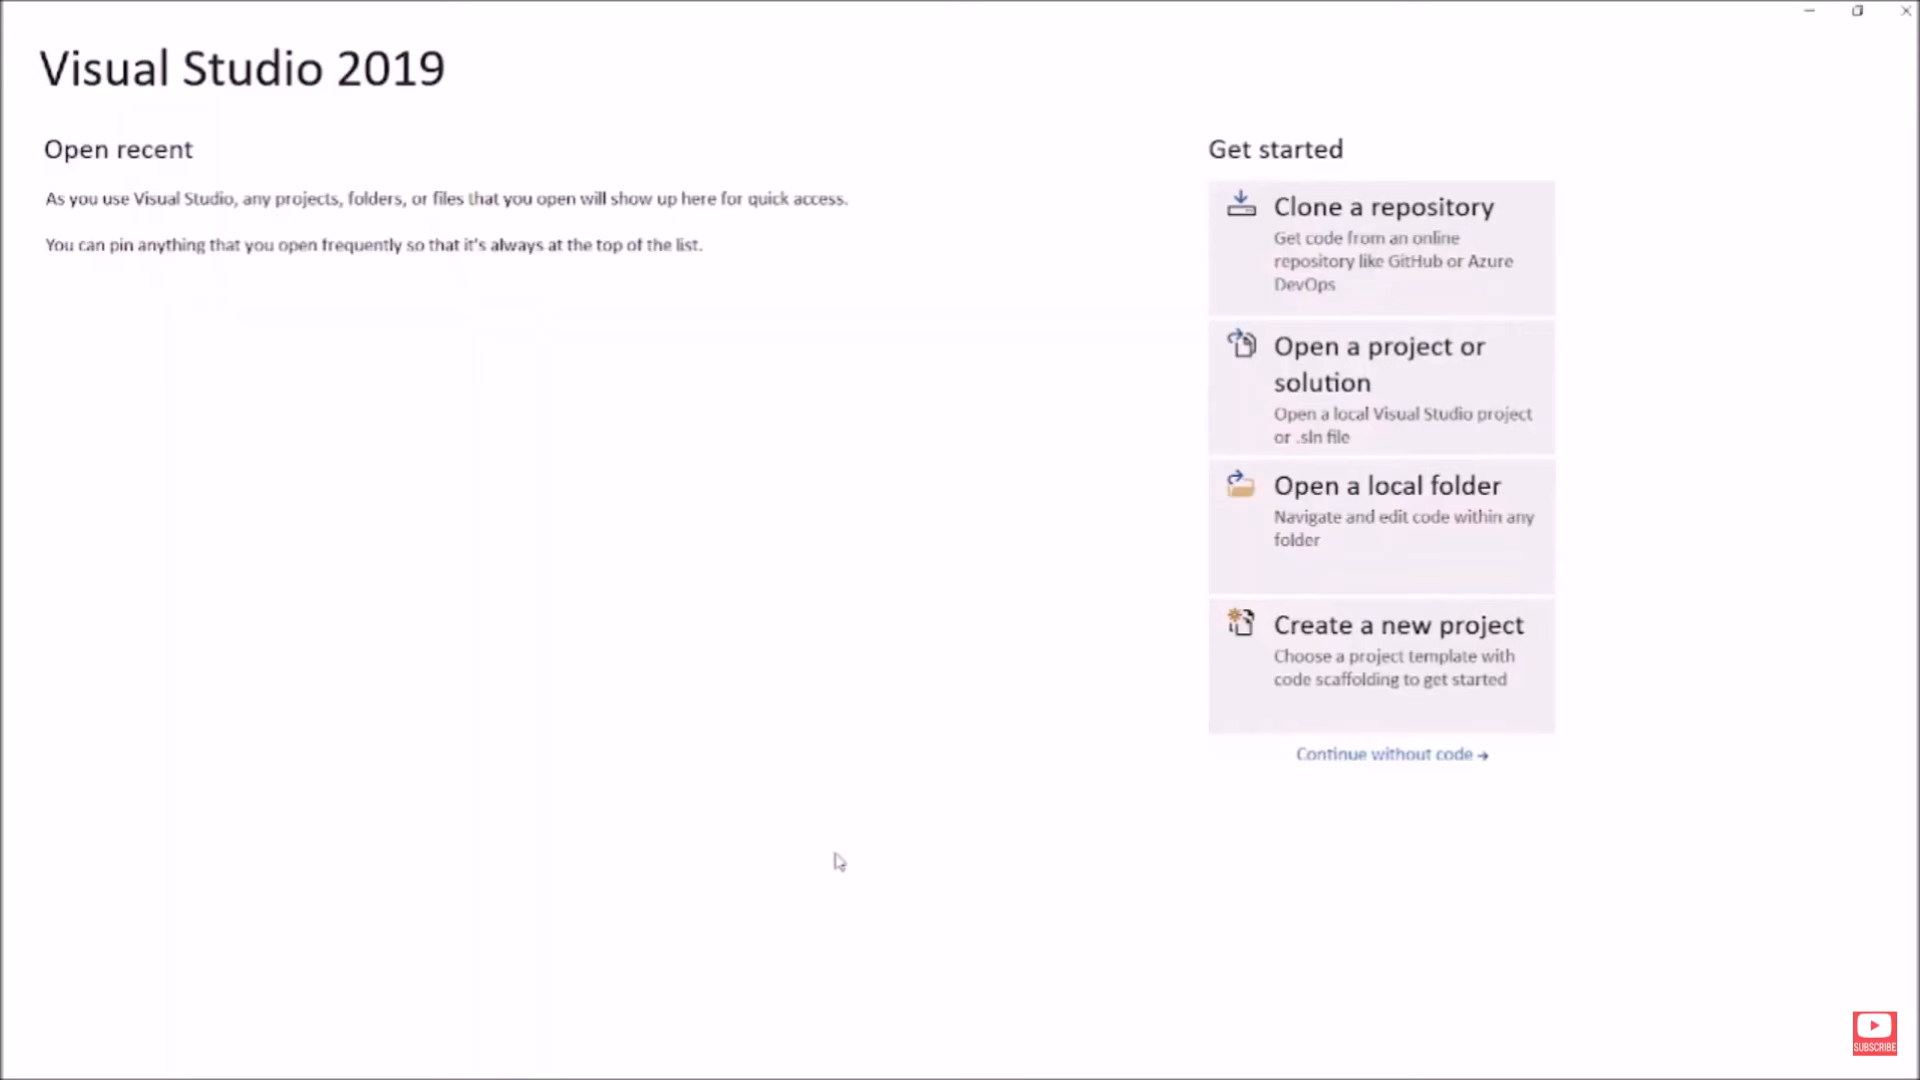 Visual Studio 2019
Open recent
As you use Visual Studio, any projects, folders, or files that you open will show up here for quick access.
You can pin anything that you open frequently so that it's always at the top of the list.
Get started
Clone a repository
Get code from an online
repository like GitHub or Azure
DevOps
Open a project or
solution
Open a local Visual Studio project
or .sln file
Open a local folder
Navigate and edit code within any
folder
Create a new project
Choose a project template with
code scaffolding to get started
Continue without code →
SUBSCRIBE